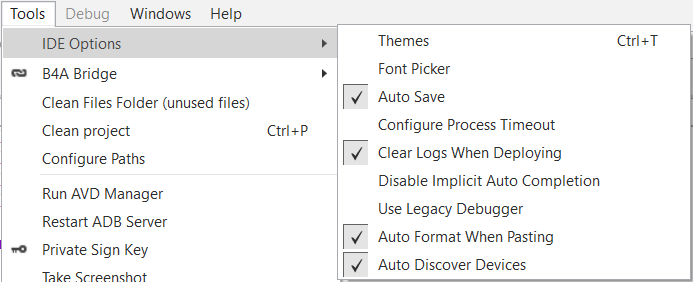 Tools Debug Windows Help
IDE Options
B4A Bridge
Clean Files Folder (unused files)
Clean project Ctrl+P
Configure Paths
Run AVD Manager
Restart ADB Server
Private Sign Key
Take Screenshot
Themes Ctrl+T
Font Picker
Auto Save
Configure Process Timeout
Clear Logs When Deploying
Disable Implicit Auto Completion
Use Legacy Debugger
Auto Format When Pasting
Auto Discover Devices